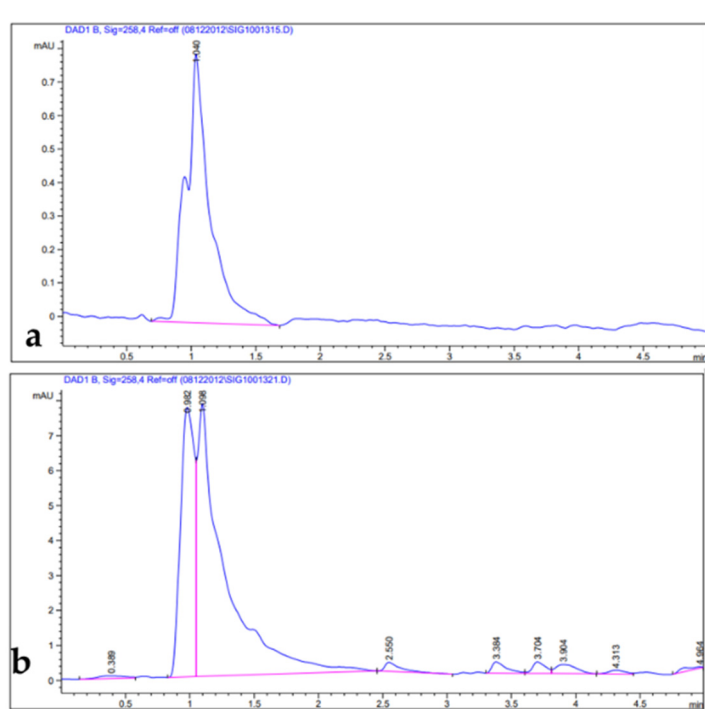 DAD1 B, Sig=258,4 Ref=off (08122012\SIG1001315.D)
mAU
1.040
0.7
0.6
0.5
0.4
0.3
0.2
0.1
0
a
0.5 1 1.5 2 2.5 3 3.5 4 4.5 min
DAD1 B, Sig=258,4 Ref=off (08122012\SIG1001321.D)
mAU
0.982 1.098
7
6
5
4
3
2
1
0
0.389 2.550 3.384 3.704 3.904 4.313 4.964
b
0.5 1 1.5 2 2.5 3 3.5 4 4.5 min